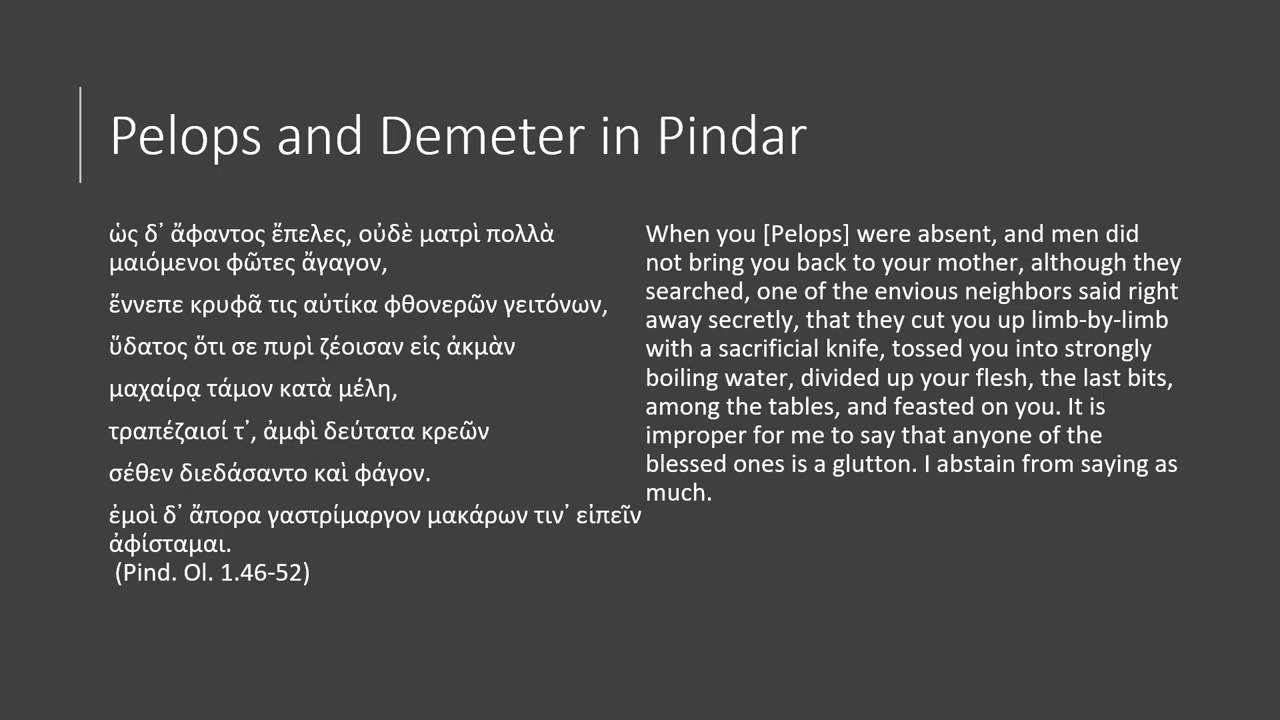 Pelops and Demeter in Pindar
ὡς δ᾽ ἄφαντος ἔπελες, οὐδὲ ματρὶ πολλὰ
μαιόμενοι φῶτες ἄγαγον,
ἔννεπε κρυφᾶ τις αὐτίκα φθονερῶν γειτόνων,
ὕδατος ὅτι σε πυρὶ ζέοισαν εἰς ἀκμὰν
μαχαίρᾳ τάμον κατὰ μέλη,
τραπέζαισί τ᾽, ἀμφὶ δεύτατα κρεῶν
σέθεν διεδάσαντο καὶ φάγον.
ἐμοὶ δ᾽ ἄπορα γαστρίμαργον μακάρων τιν᾽ εἰπεῖν
ἀφίσταμαι.
(Pind. Ol. 1.46-52)
When you [Pelops] were absent, and men did
not bring you back to your mother, although they
searched, one of the envious neighbors said right
away secretly, that they cut you up limb-by-limb
with a sacrificial knife, tossed you into strongly
boiling water, divided up your flesh, the last bits,
among the tables, and feasted on you. It is
improper for me to say that anyone of the
blessed ones is a glutton. I abstain from saying as
much.